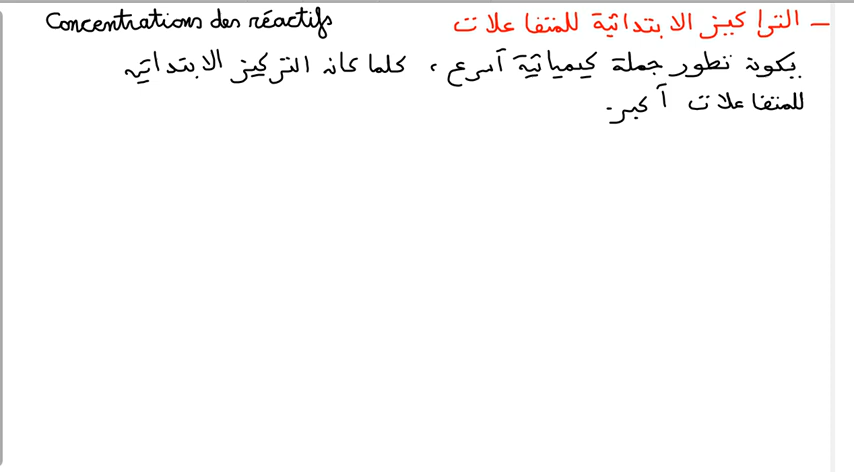 – التراكيز الابتدائية للمتفاعلات Concentrations des réactifs
يكون تطور جملة كيميائية أسرع، كلما كان التركيز الابتدائي
للمتفاعلات أكبر.